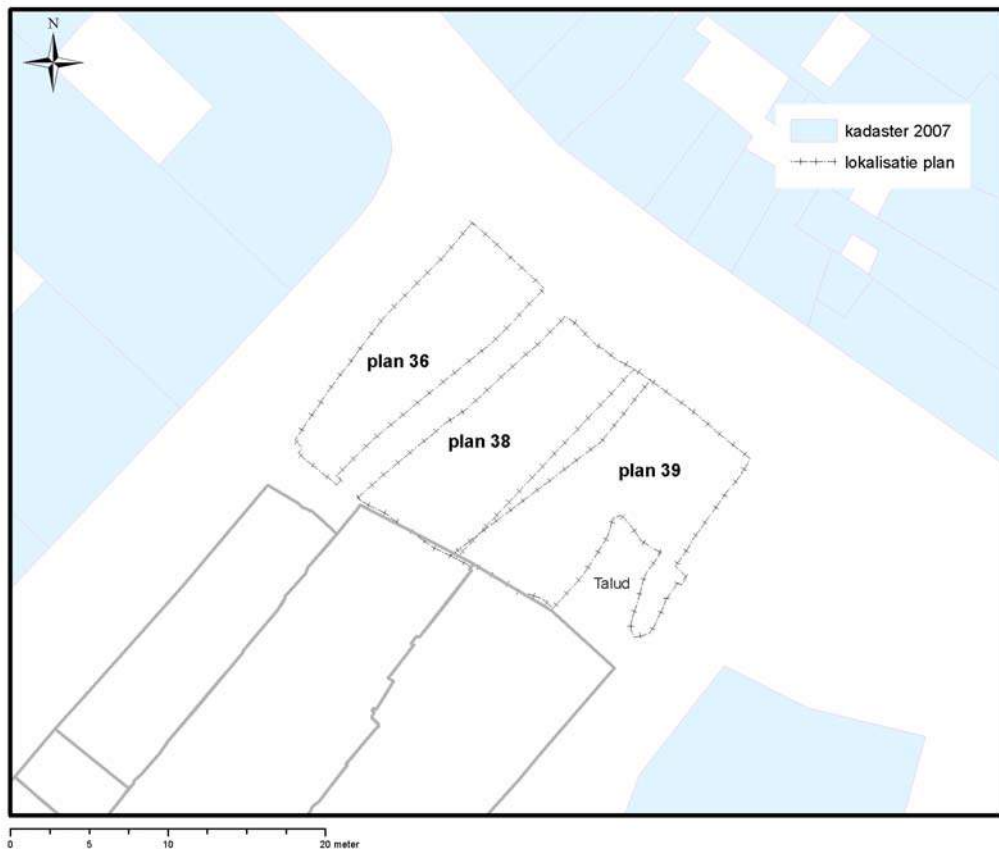 N
kadaster 2007
lokalisatie plan
plan 36
plan 38
plan 39
Talud
0 5 10 20 meter